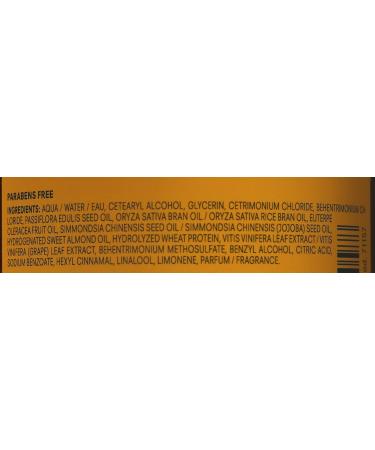 PARABENS FREE
INGREDIENTS: AQUA / WATER / EAU, CETEARYL ALCOHOL, GLYCERIN, CETRIMONIUM CHLORIDE, BEHENTRIMONIUM CH
LORIDE, PASSIFLORA EDULIS SEED OIL, ORYZA SATIVA BRAN OIL / ORYZA SATIVA RICE BRAN OIL, EUTERPE
OLERACEA FRUIT OIL, SIMMONDSIA CHINENSIS SEED OIL / SIMMONDSIA CHINENSIS (JOJOBA) SEED OIL,
HYDROGENATED SWEET ALMOND OIL, HYDROLYZED WHEAT PROTEIN, VITIS VINIFERA LEAF EXTRACT / VITIS
VINIFERA (GRAPE) LEAF EXTRACT, BEHENTRIMONIUM METHOSULFATE, BENZYL ALCOHOL, CITRIC ACID,
SODIUM BENZOATE, HEXYL CINNAMAL, LINALOOL, LIMONENE, PARFUM / FRAGRANCE.